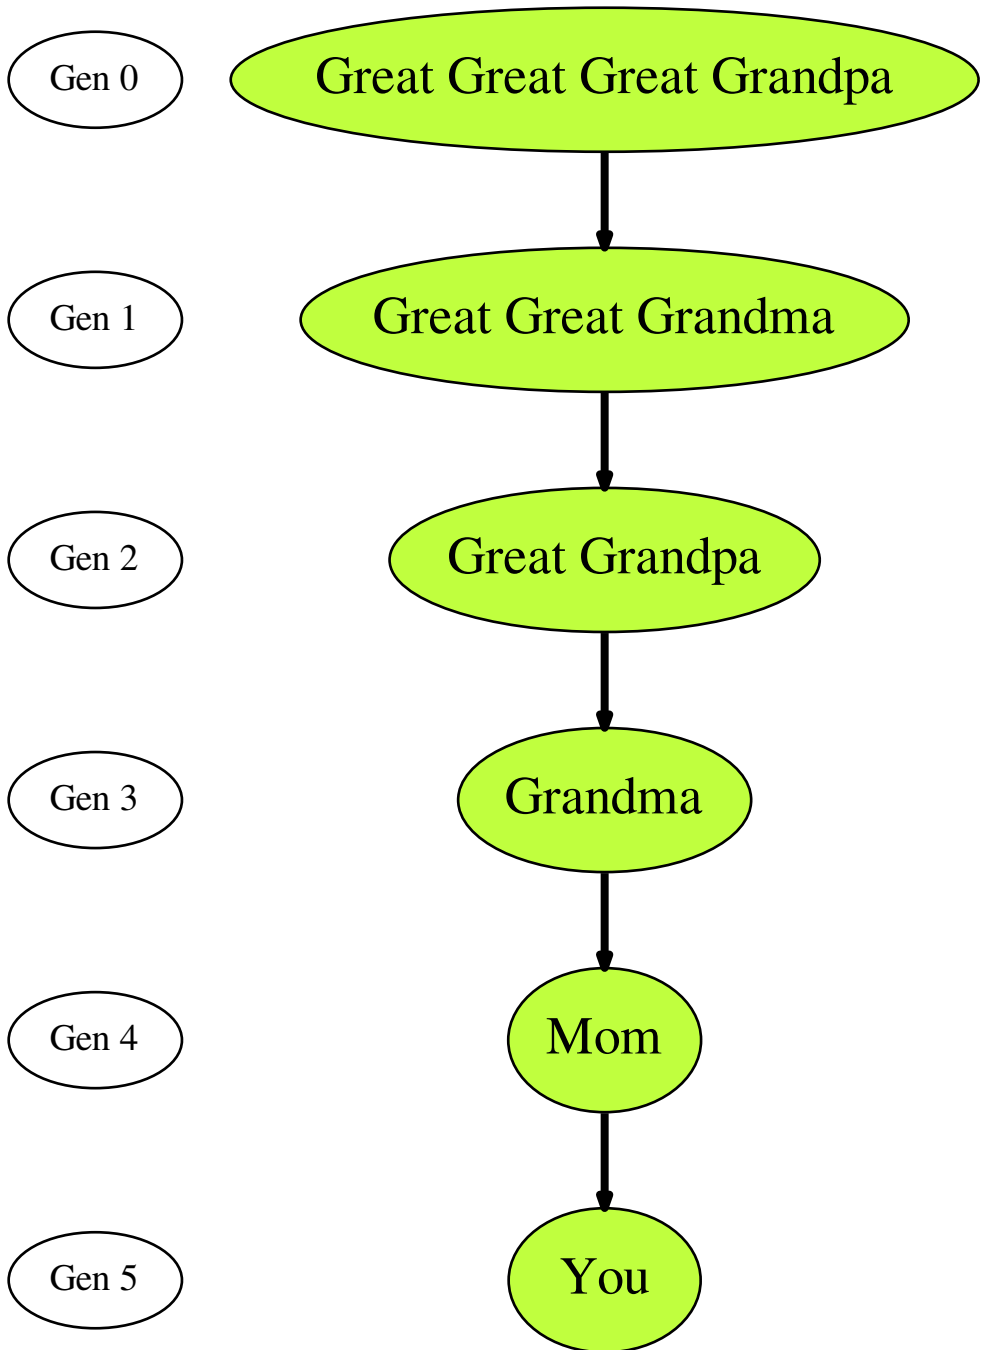 Gen 0
Great Great Great Grandpa
Gen 1
Great Great Grandma
Gen 2
Great Grandpa
Gen 3
Grandma
Gen 4
Mom
Gen 5
You